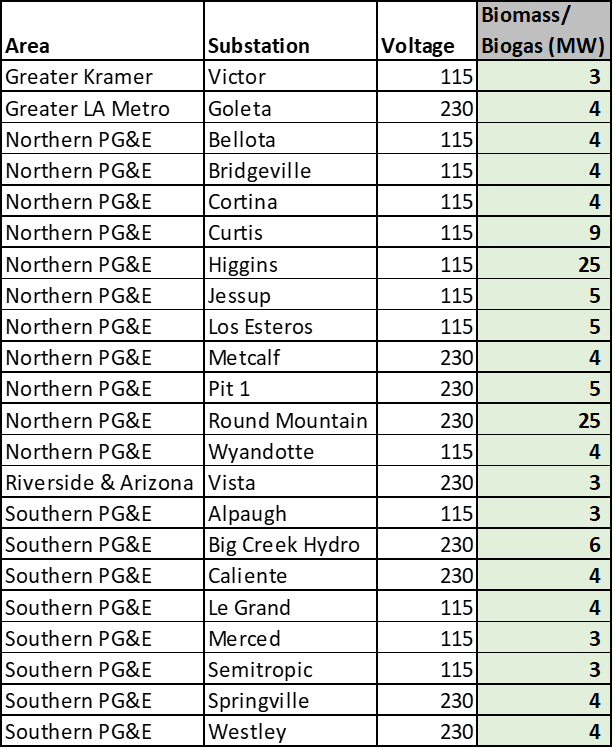 Area Substation Voltage Biomass/
Biogas (MW)
Greater Kramer Victor 115 3
Greater LA Metro Goleta 230 4
Northern PG&E Bellota 115 4
Northern PG&E Bridgeville 115 4
Northern PG&E Cortina 115 4
Northern PG&E Curtis 115 9
Northern PG&E Higgins 115 25
Northern PG&E Jessup 115 5
Northern PG&E Los Esteros 115 5
Northern PG&E Metcalf 230 4
Northern PG&E Pit 1 230 5
Northern PG&E Round Mountain 230 25
Northern PG&E Wyandotte 115 4
Riverside & Arizona Vista 230 3
Southern PG&E Alpaugh 115 3
Southern PG&E Big Creek Hydro 230 6
Southern PG&E Caliente 230 4
Southern PG&E Le Grand 115 4
Southern PG&E Merced 115 3
Southern PG&E Semitropic 115 3
Southern PG&E Springville 230 4
Southern PG&E Westley 230 4